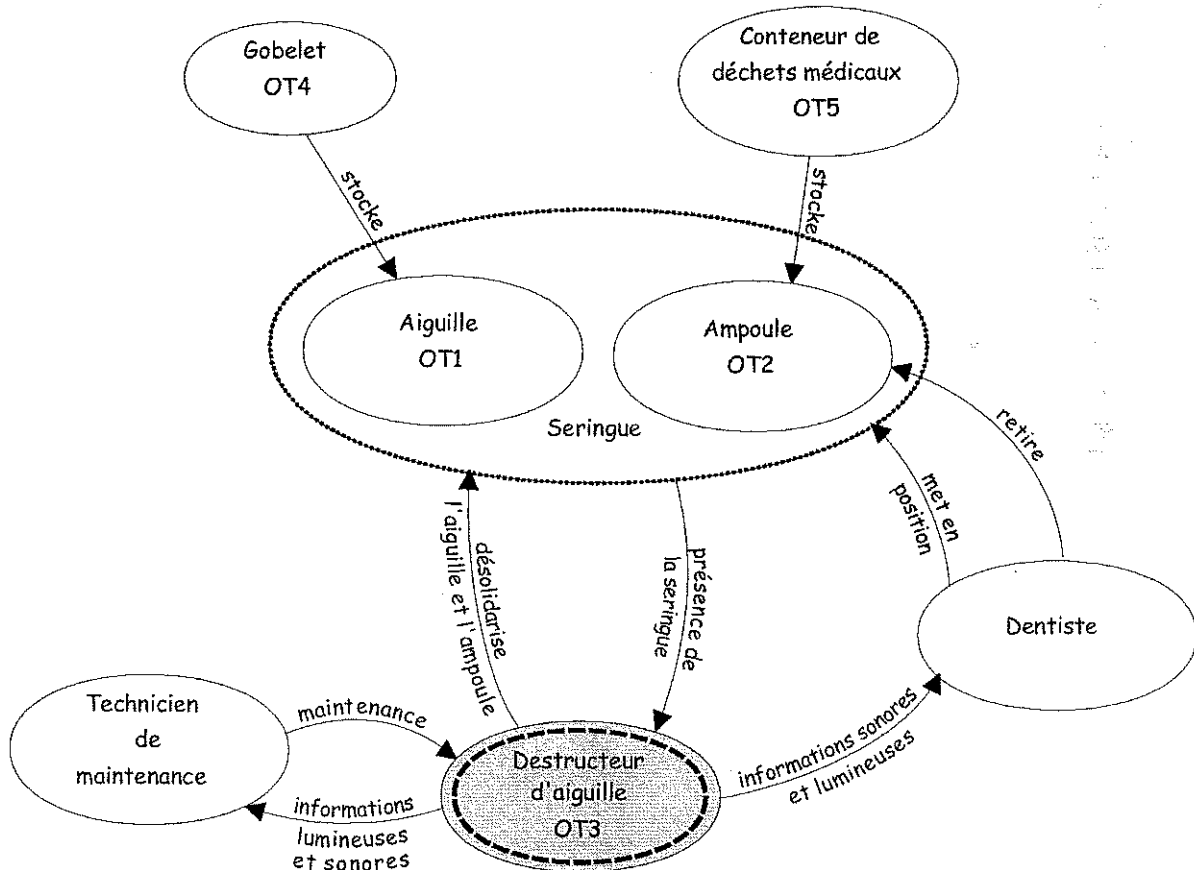 Gobelet
OT4
Conteneur de
déchets médicaux
OT5
stocke
stocke
Aiguille
OT1
Ampoule
OT2
Seringue
retire
met en
position
désolidarise
l'aiguille et l'ampoule
présence de
la seringue
Dentiste
Technicien
de
maintenance
maintenance
Destructeur
d'aiguille
OT3
informations sonores
et lumineuses
informations
lumineuses
et sonores